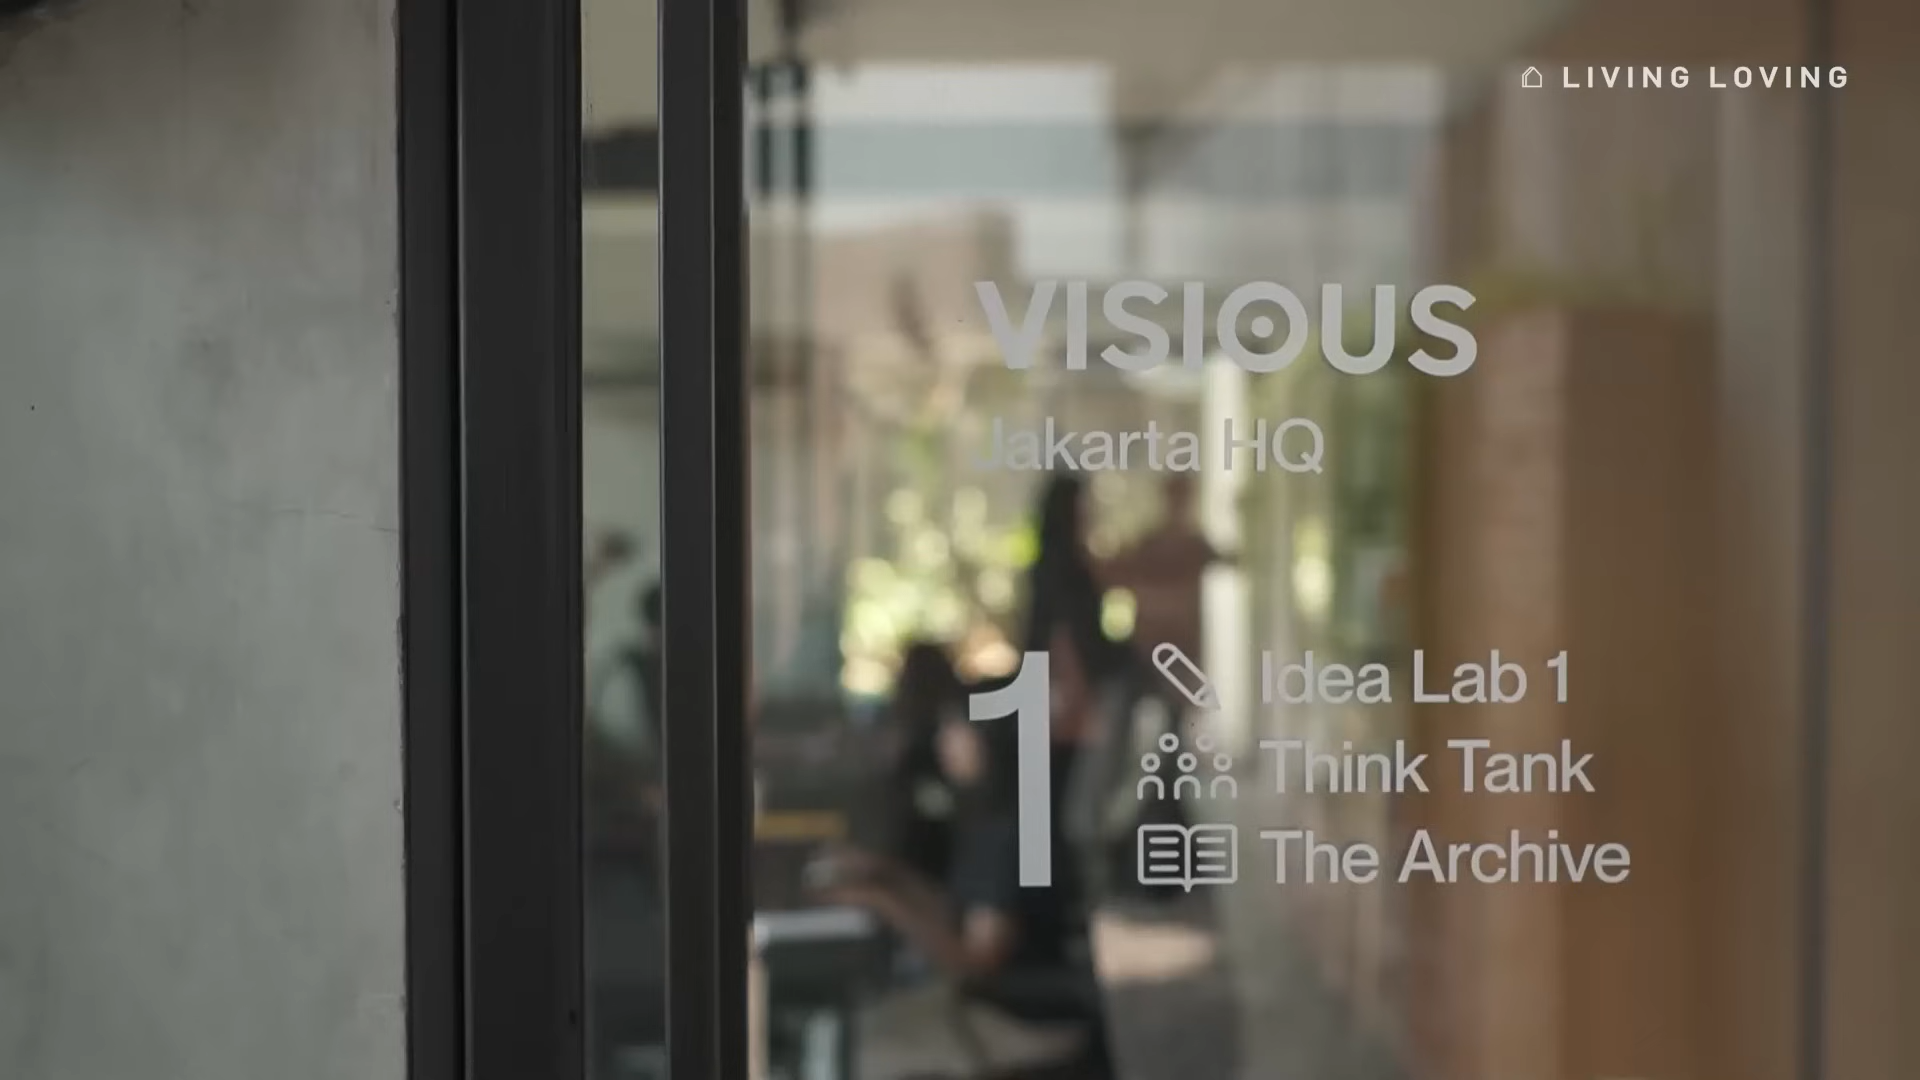 LIVING LOVING
VISIOUS
Jakarta HQ
1
Idea Lab 1
Think Tank
The Archive